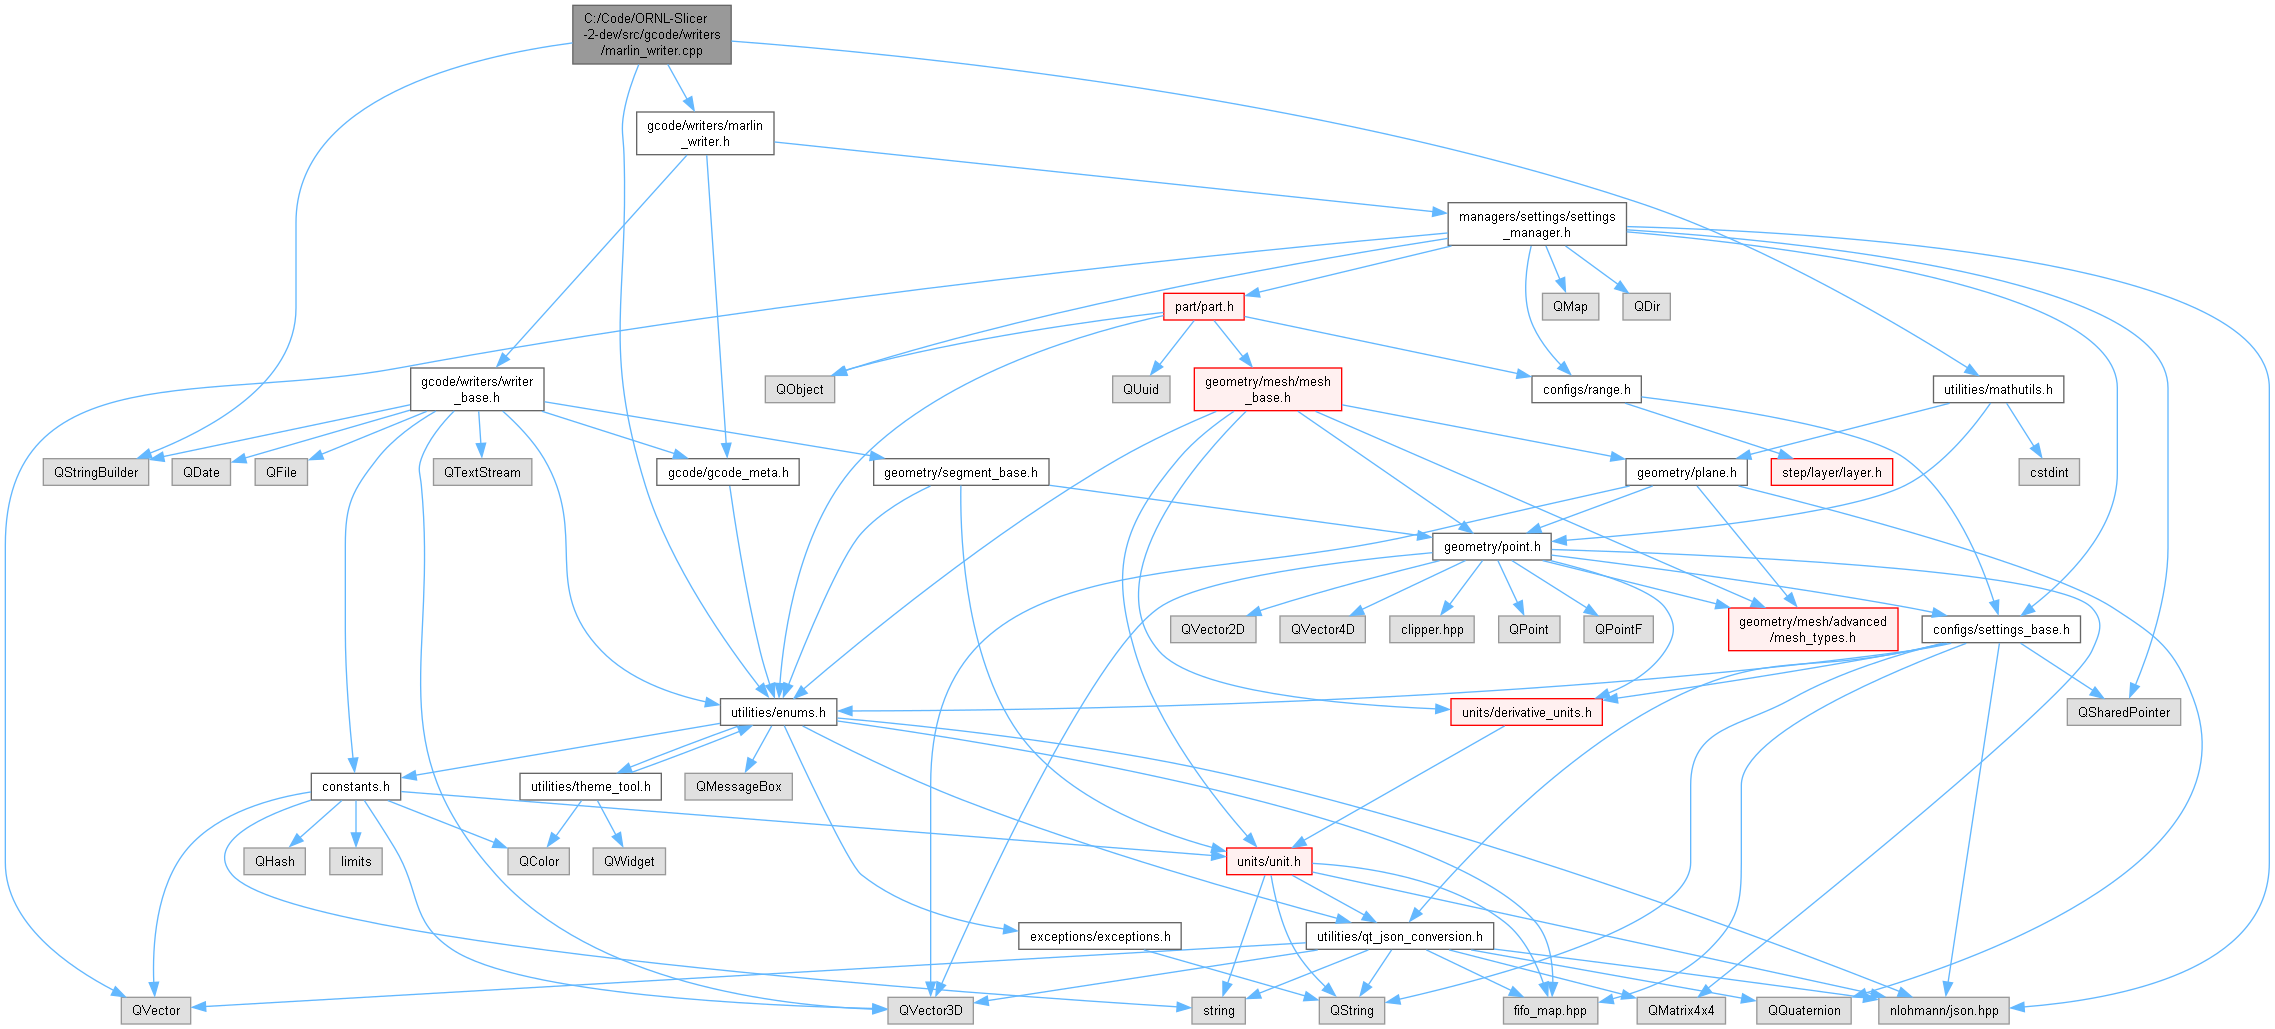 C:/Code/ORNL-Slicer
-2-dev/src/gcode/writers
/marlin_writer.cpp
gcode/writers/marlin
_writer.h
managers/settings/settings
_manager.h
part/part.h
QMap
QDir
gcode/writers/writer
_base.h
QObject
QUuid
geometry/mesh/mesh
_base.h
configs/range.h
utilities/mathutils.h
QStringBuilder
QDate
QFile
QTextStream
gcode/gcode_meta.h
geometry/segment_base.h
geometry/plane.h
step/layer/layer.h
cstdint
geometry/point.h
QVector2D
QVector4D
clipper.hpp
QPoint
QPointF
geometry/mesh/advanced
/mesh_types.h
configs/settings_base.h
utilities/enums.h
units/derivative_units.h
QSharedPointer
constants.h
utilities/theme_tool.h
QMessageBox
QHash
limits
QColor
QWidget
units/unit.h
exceptions/exceptions.h
utilities/qt_json_conversion.h
QVector
QVector3D
string
QString
fifo_map.hpp
QMatrix4x4
QQuaternion
nlohmann/json.hpp